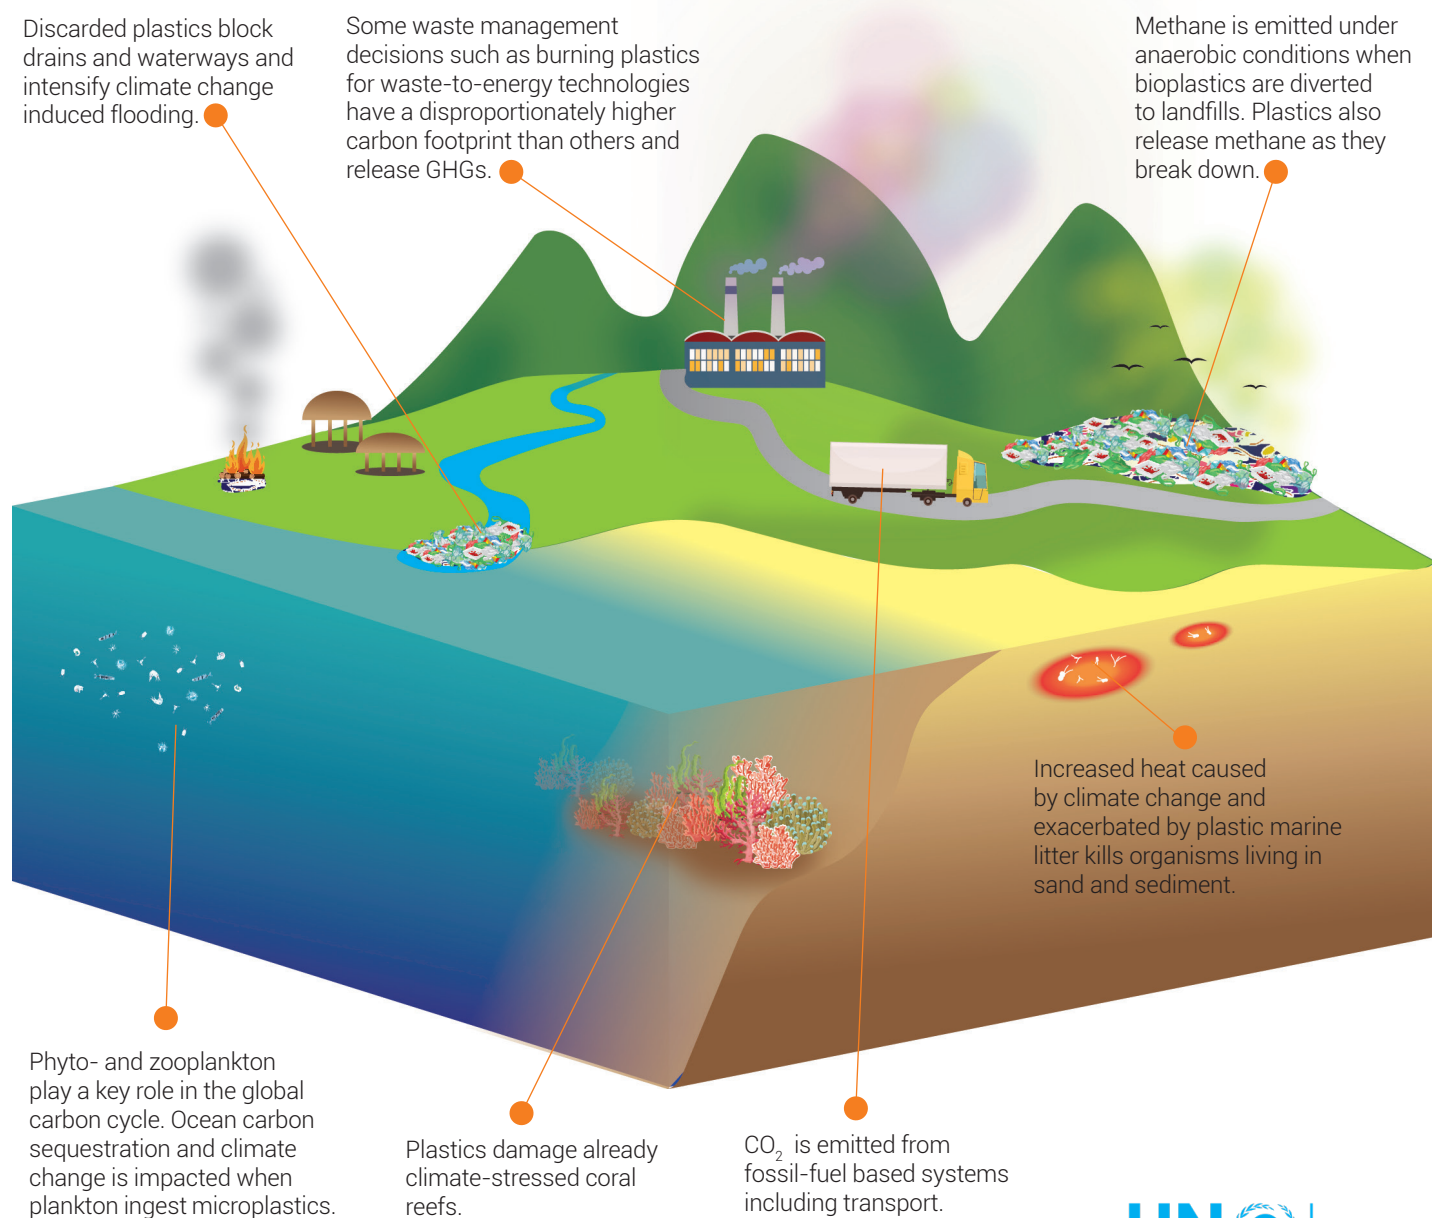 Discarded plastics block
drains and waterways and
intensify climate change
induced flooding.
Some waste management
decisions such as burning plastics
for waste-to-energy technologies
have a disproportionately higher
carbon footprint than others and
release GHGs.
Methane is emitted under
anaerobic conditions when
bioplastics are diverted
to landfills. Plastics also
release methane as they
break down.
Increased heat caused
by climate change and
exacerbated by plastic marine
litter kills organisms living in
sand and sediment.
Phyto- and zooplankton
play a key role in the global
carbon cycle. Ocean carbon
sequestration and climate
change is impacted when
plankton ingest microplastics.
Plastics damage already
climate-stressed coral
reefs.
CO₂ is emitted from
fossil-fuel based systems
including transport.
UN